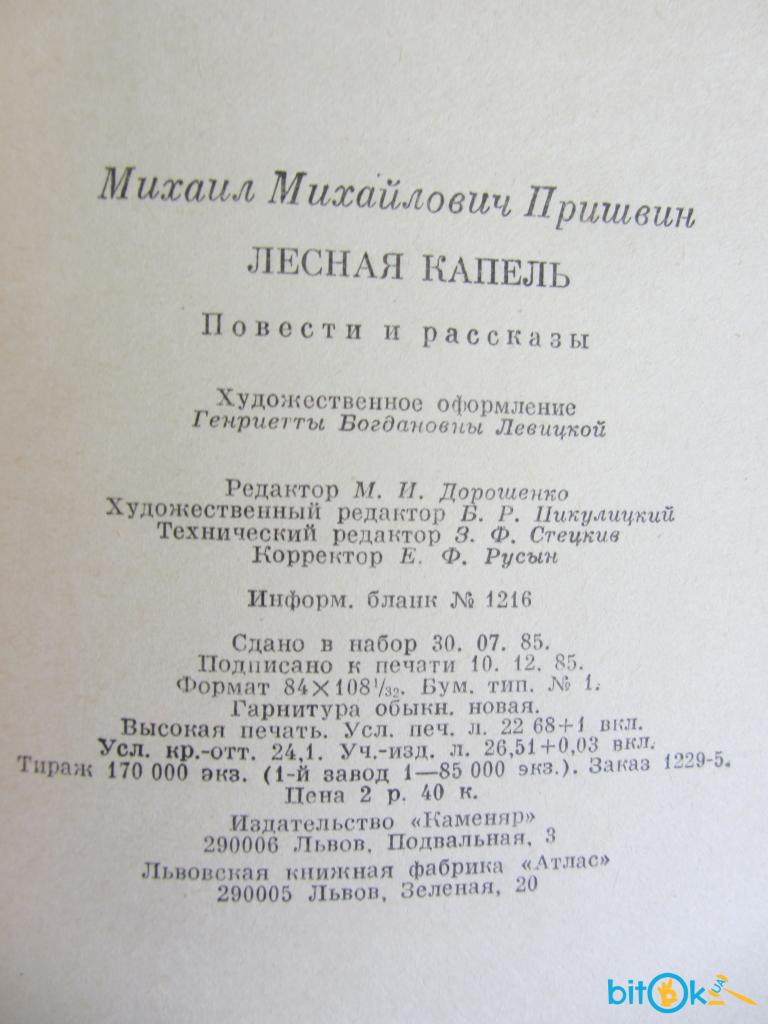 Михаил Михайлович Пришвин
ЛЕСНАЯ КАПЕЛЬ
Повести и рассказы
Художественное оформление
Генриетты Богдановны Левицкой
Редактор М. И. Дорошенко
Художественный редактор Б. Р. Пикулицкий
Технический редактор З. Ф. Стецкив
Корректор Е. Ф. Русын
Информ. бланк № 1216
Сдано в набор 30. 07. 85.
Подписано к печати 10. 12. 85.
Формат 84×108 1/32. Бум. тип. № 1.
Гарнитура обыкн. новая.
Высокая печать. Усл. печ. л. 22 68+1 вкл.
Усл. кр.-отт. 24,1. Уч.-изд. л. 26,51+0,03 вкл.
Тираж 170 000 экз. (1-й завод 1—85 000 экз.). Заказ 1229-5.
Цена 2 р. 40 к.
Издательство «Каменяр»
290006 Львов, Подвальная, 3
Львовская книжная фабрика «Атлас»
290005 Львов, Зеленая, 20
bitOk UA